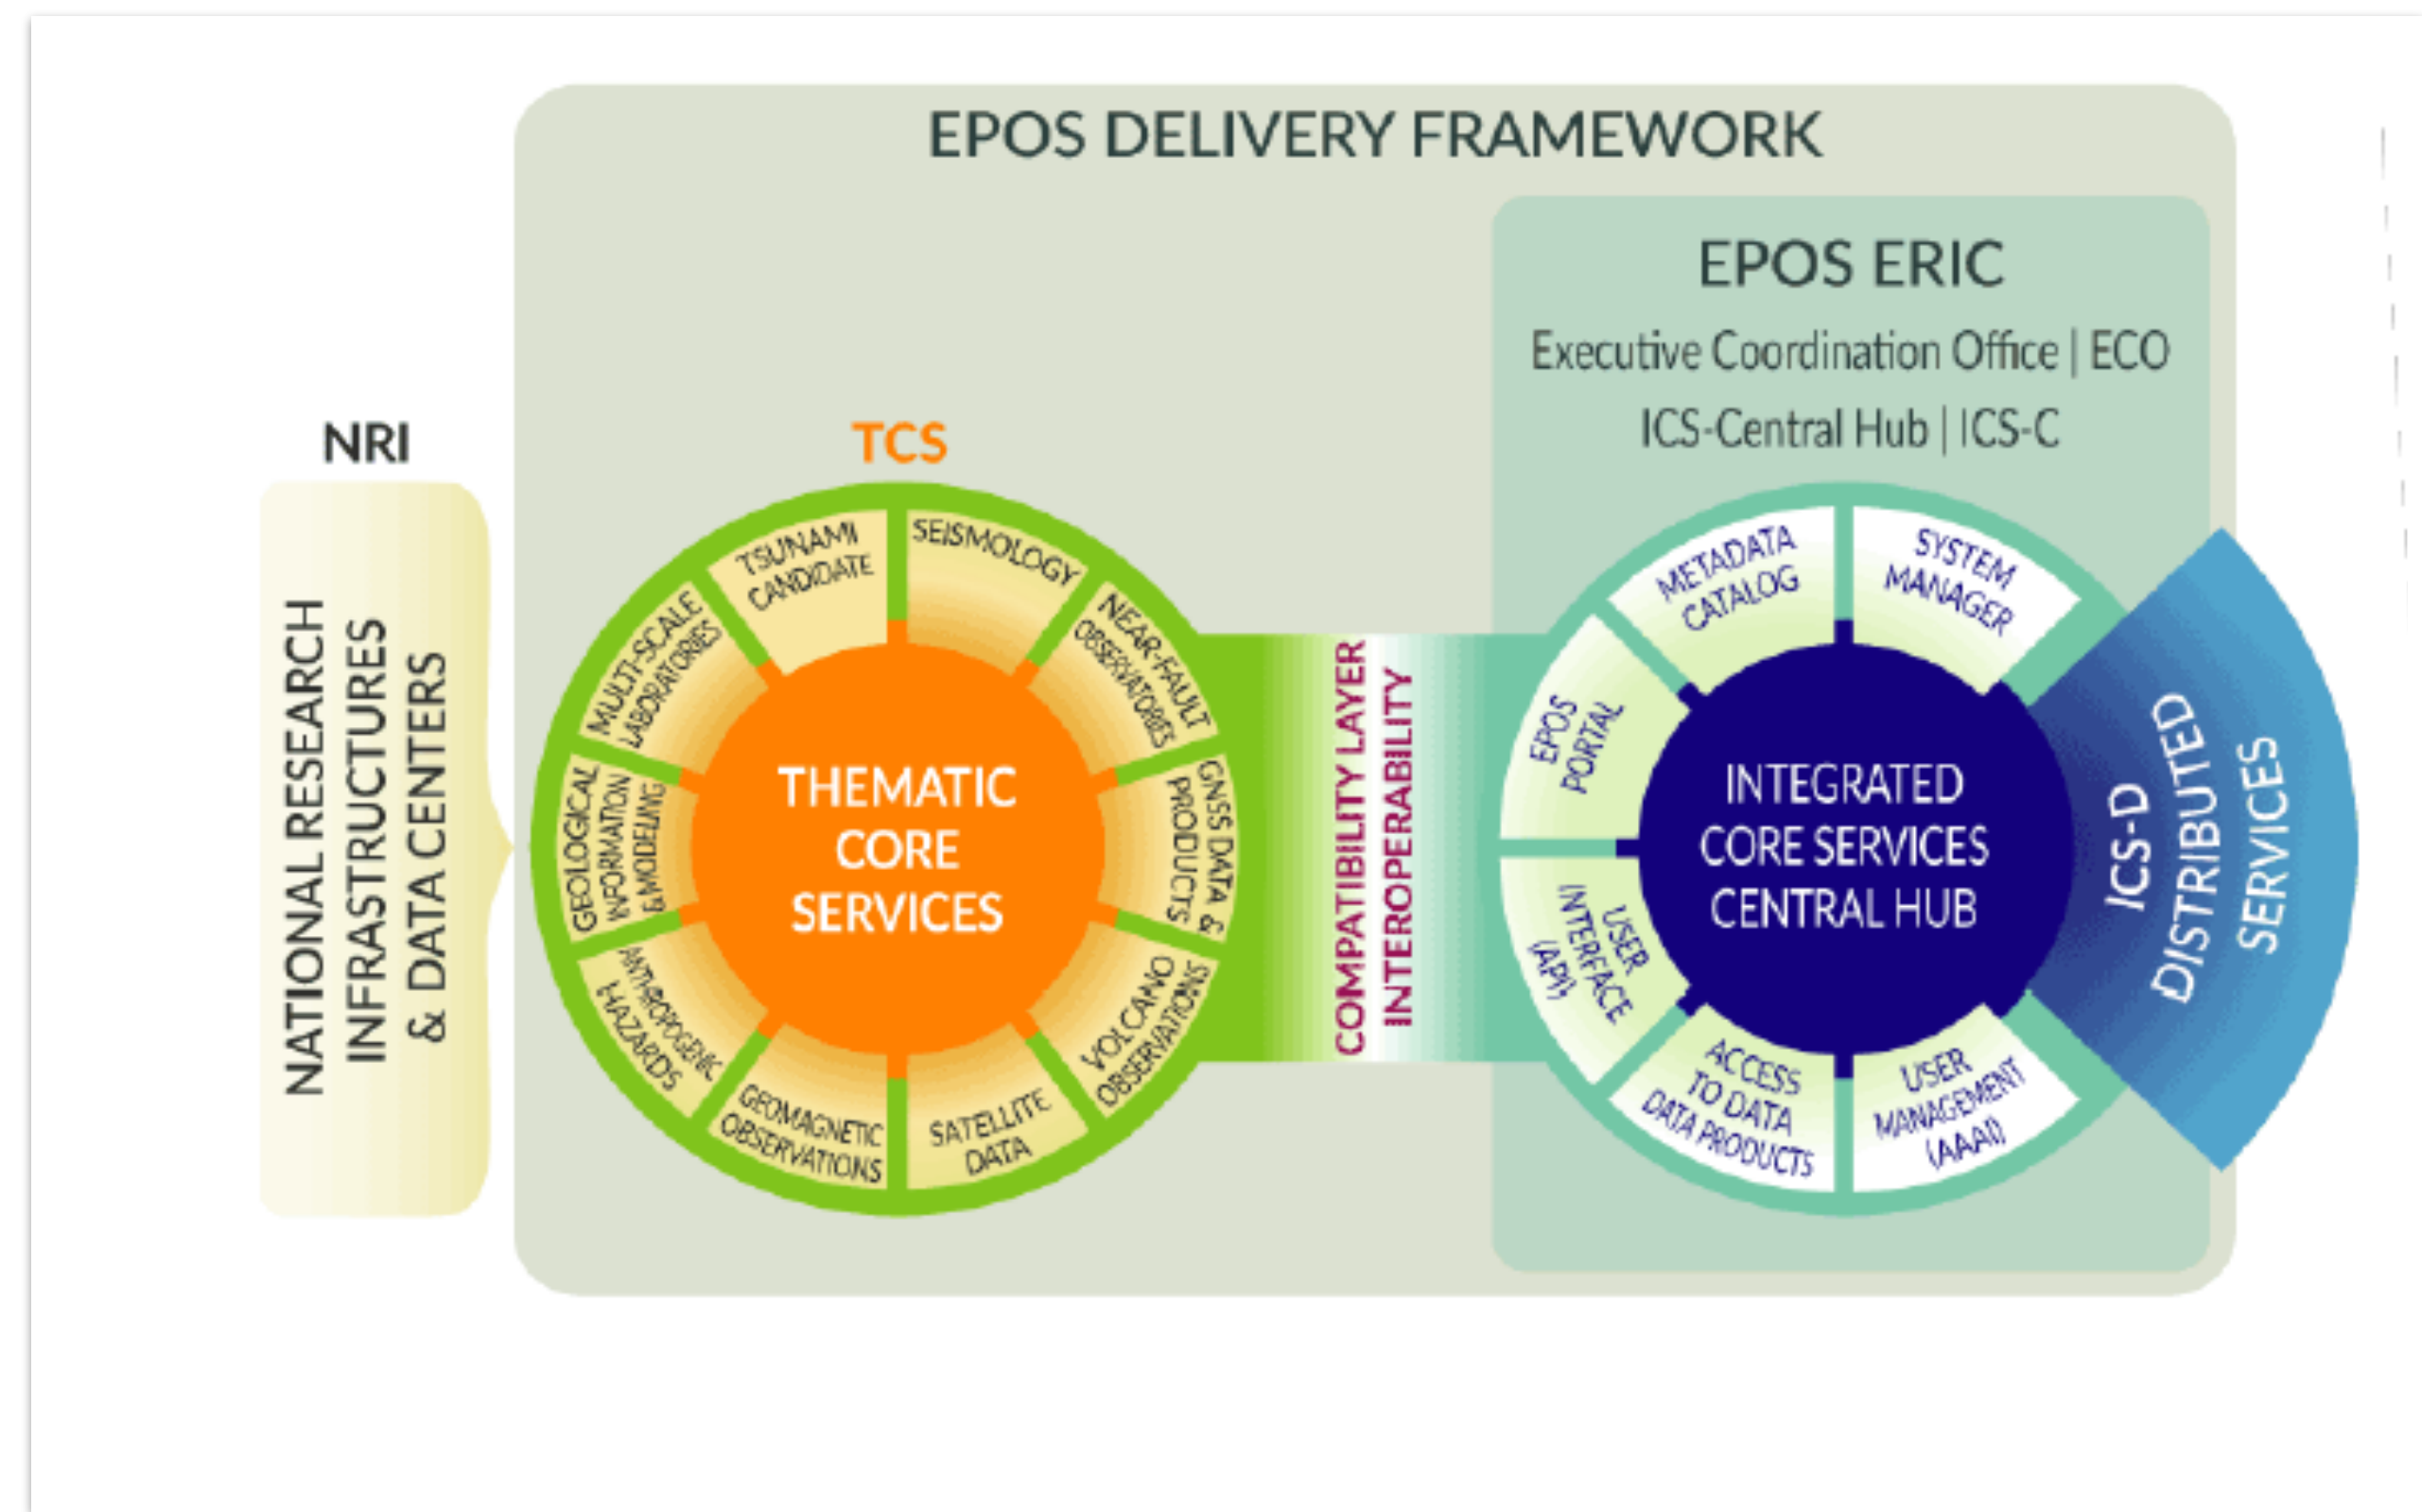 EPOS DELIVERY FRAMEWORK
EPOS ERIC
Executive Coordination Office | ECO
ICS-Central Hub | ICS-C
NRI
NATIONAL RESEARCH
INFRASTRUCTURES
& DATA CENTERS
TCS
THEMATIC
CORE
SERVICES
SEISMOLOGY
NEAR-FAULT
OBSERVATORIES
GNSS DATA &
PRODUCTS
VOLCANO
OBSERVATIONS
SATELLITE
DATA
GEOMAGNETIC
OBSERVATIONS
ANTHROPOGENIC
HAZARDS
GEOLOGICAL
INFORMATION
& MODELING
MULTI-SCALE
LABORATORIES
TSUNAMI
CANDIDATE
COMPATIBILITY LAYER
INTEROPERABILITY
INTEGRATED
CORE SERVICES
CENTRAL HUB
METADATA
CATALOG
SYSTEM
MANAGER
EPOS
PORTAL
USER
INTERFACE
(API)
ACCESS
TO DATA
DATA PRODUCTS
USER
MANAGEMENT
(AAAI)
ICS-D
DISTRIBUTED
SERVICES